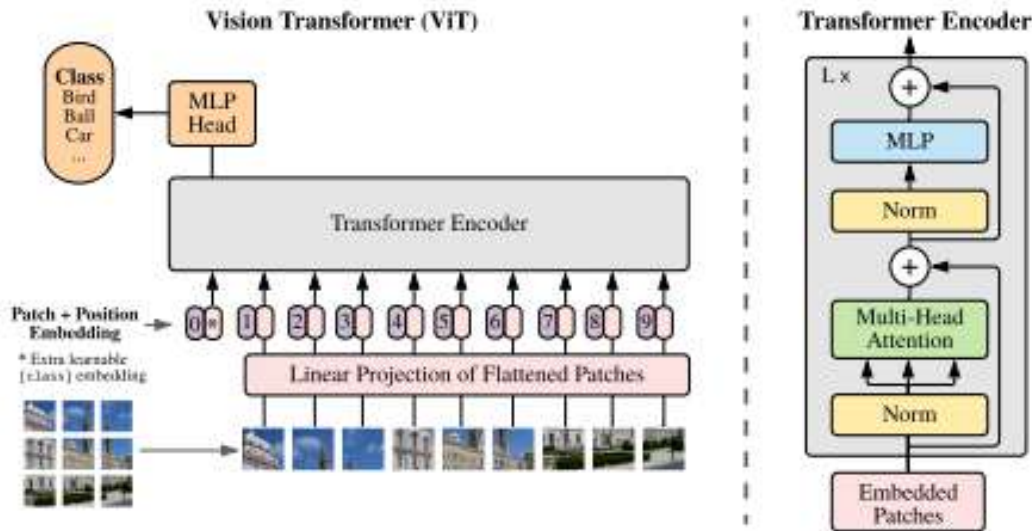 Vision Transformer (ViT)
Class
Bird
Ball
Car
...
MLP
Head
Transformer Encoder
Patch + Position
Embedding
0 * 1 2 3 4 5 6 7 8 9
* Extra learnable
[class] embedding
Linear Projection of Flattened Patches
Transformer Encoder
L ×
+
MLP
Norm
+
Multi-Head
Attention
Norm
Embedded
Patches